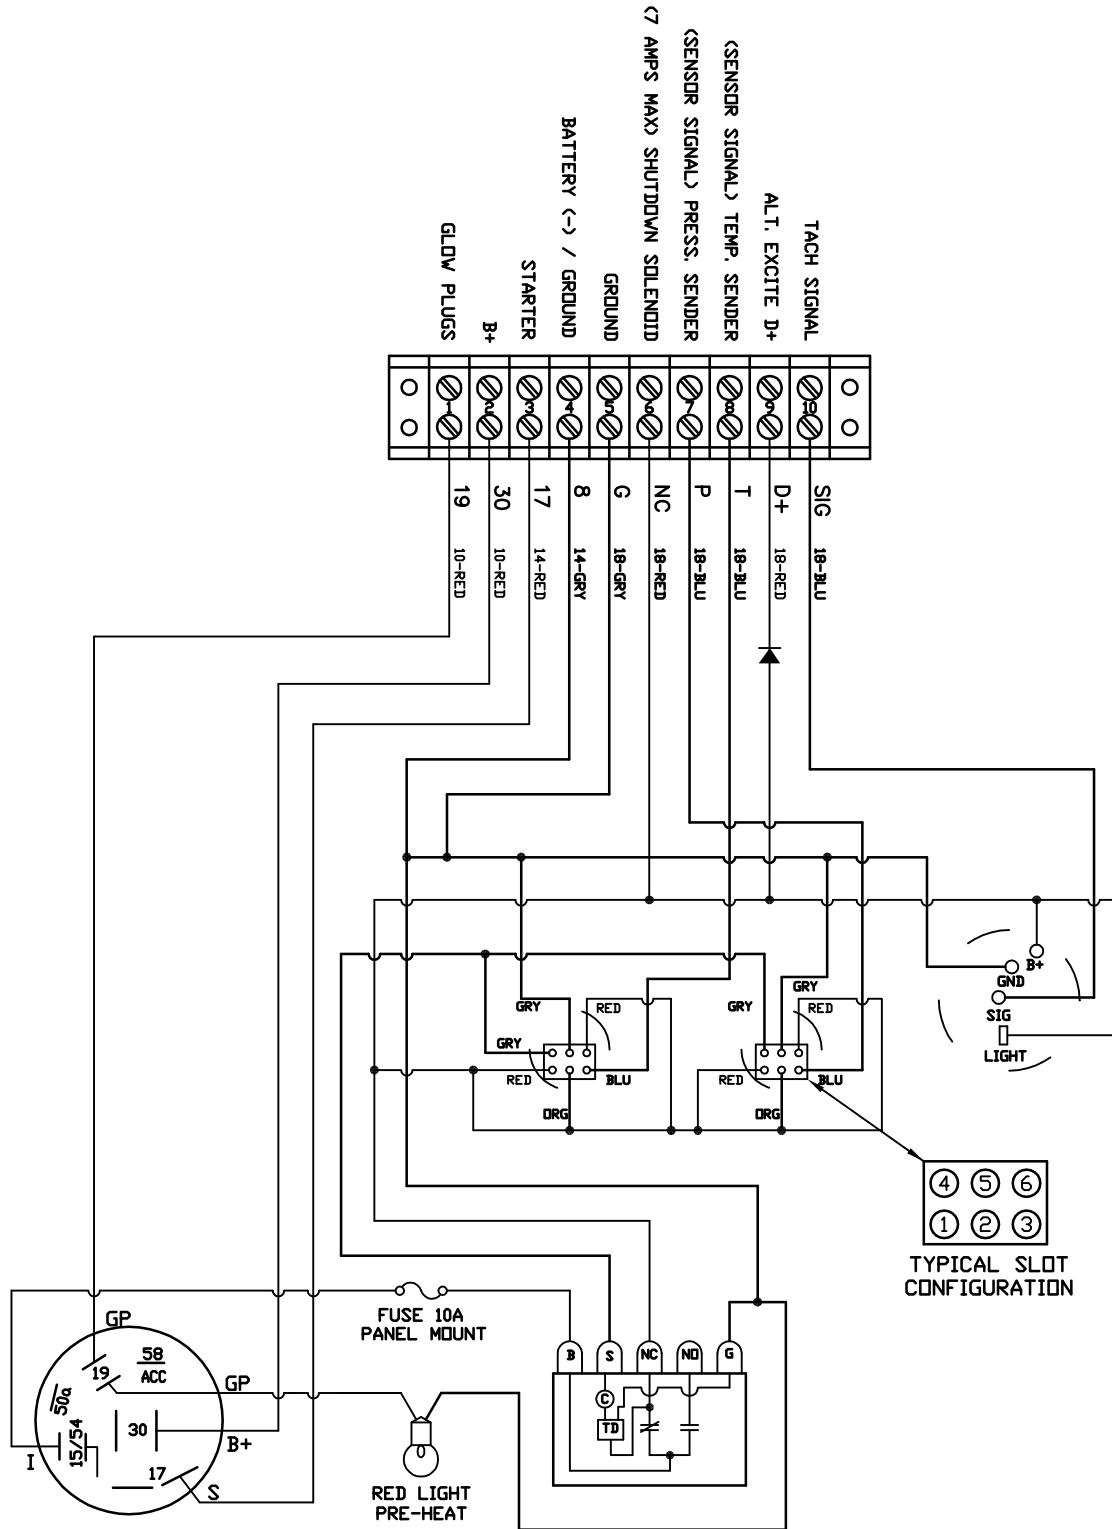 GLOW PLUGS
B+
STARTER
BATTERY (-) / GROUND
GROUND
(7 AMPS MAX) SHUTDOWN SOLENOID
(SENSOR SIGNAL) PRESS. SENDER
(SENSOR SIGNAL) TEMP. SENDER
ALT. EXCITE D+
TACH SIGNAL
1 2 3 4 5 6 7 8 9 10
19 30 17 8 G NC P T D+ SIG
10-RED 10-RED 14-RED 14-GRY 18-GRY 18-RED 18-BLU 18-BLU 18-RED 18-BLU
B+
GND
SIG
LIGHT
GRY RED GRY GRY RED
GRY
RED BLU RED BLU
ORG ORG
4 5 6
1 2 3
TYPICAL SLOT
CONFIGURATION
FUSE 10A
PANEL MOUNT
GP
58
ACC
19
GP
50a
15/54
30
B+
I
17
S
RED LIGHT
PRE-HEAT
B S NC NO G
C
TD